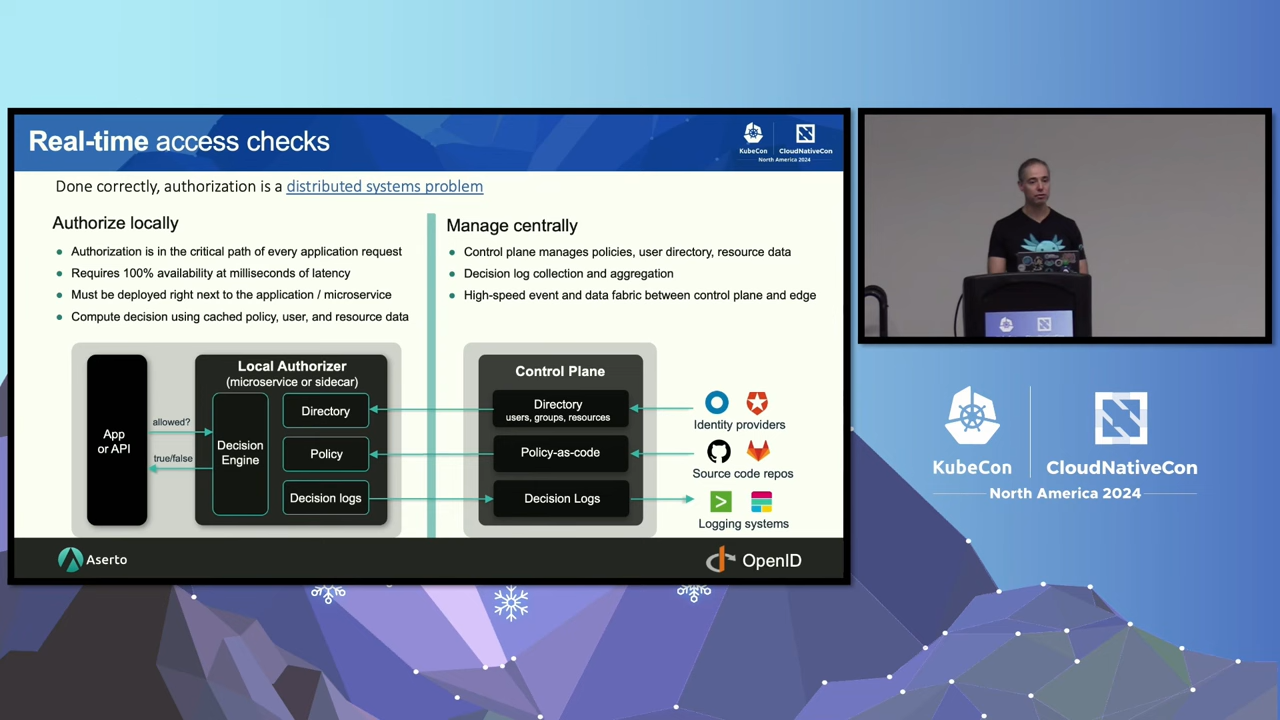 Real-time access checks
KubeCon
CloudNativeCon
North America 2024
Done correctly, authorization is a distributed systems problem
Authorize locally
• Authorization is in the critical path of every application request
• Requires 100% availability at milliseconds of latency
• Must be deployed right next to the application / microservice
• Compute decision using cached policy, user, and resource data
Manage centrally
• Control plane manages policies, user directory, resource data
• Decision log collection and aggregation
• High-speed event and data fabric between control plane and edge
App
or API
allowed?
true/false
Local Authorizer
(microservice or sidecar)
Decision
Engine
Directory
Policy
Decision logs
Control Plane
Directory
users, groups, resources
Policy-as-code
Decision Logs
Identity providers
Source code repos
Logging systems
Aserto
OpenID
KubeCon
CloudNativeCon
North America 2024